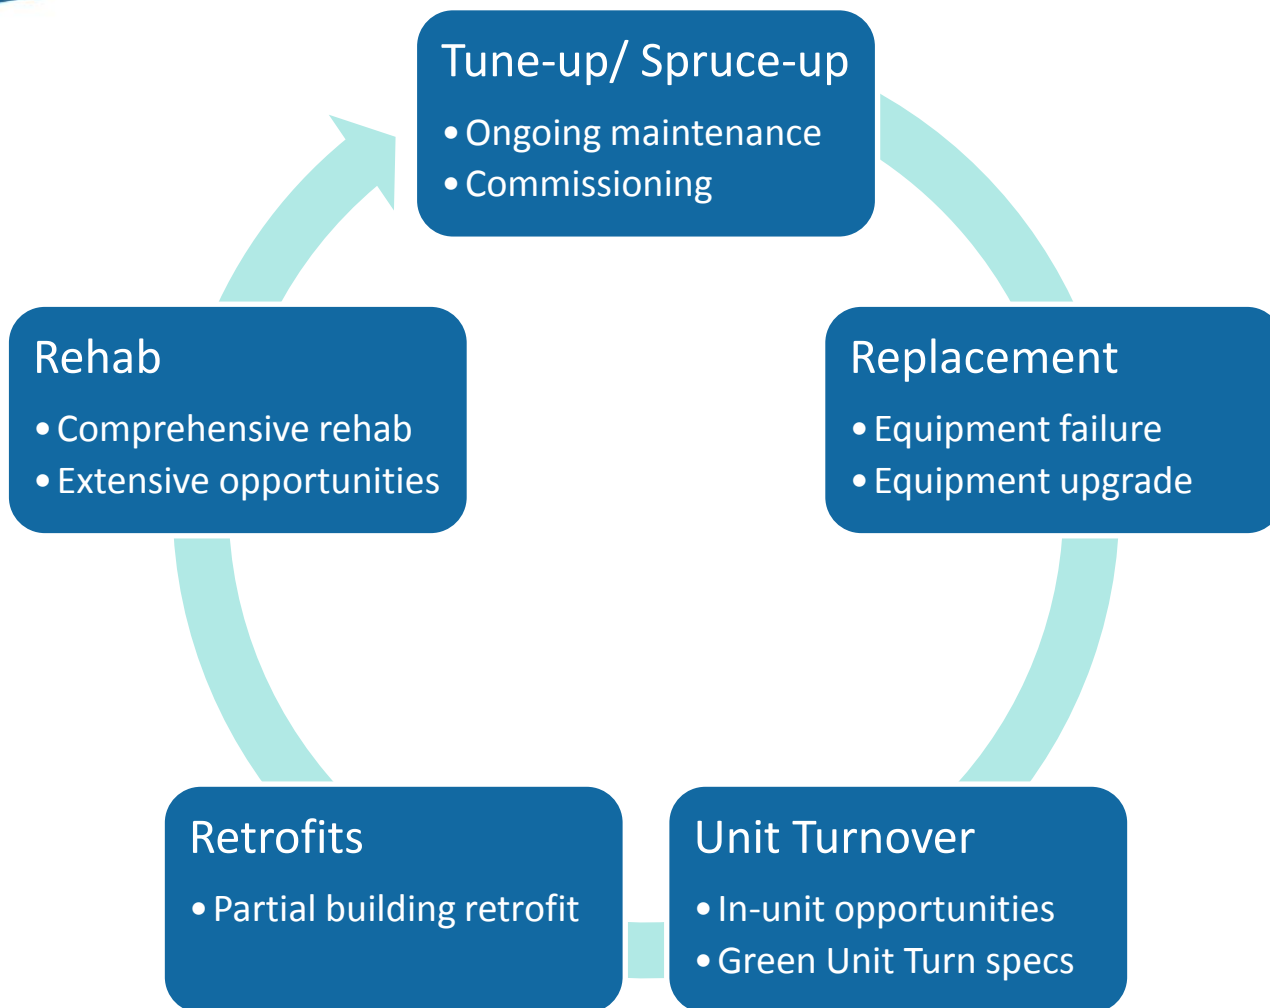 Tune-up/ Spruce-up
• Ongoing maintenance
• Commissioning
Replacement
• Equipment failure
• Equipment upgrade
Unit Turnover
• In-unit opportunities
• Green Unit Turn specs
Retrofits
• Partial building retrofit
Rehab
• Comprehensive rehab
• Extensive opportunities